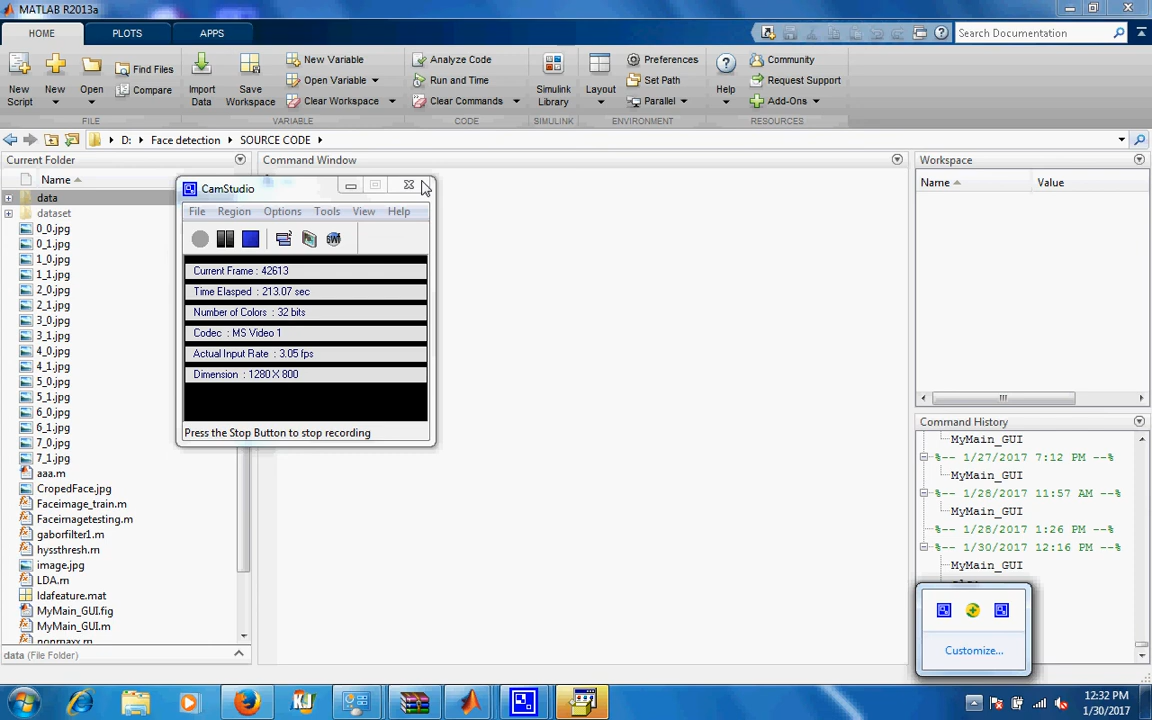 MATLAB R2013a
HOME PLOTS APPS
Search Documentation
New Script
New
Open
Find Files
Compare
Import Data
Save Workspace
New Variable
Open Variable
Clear Workspace
Analyze Code
Run and Time
Clear Commands
Simulink Library
Layout
Preferences
Set Path
Parallel
Help
Community
Request Support
Add-Ons
FILE VARIABLE CODE SIMULINK ENVIRONMENT RESOURCES
D: Face detection SOURCE CODE
Current Folder
Name
data
dataset
0_0.jpg
0_1.jpg
1_0.jpg
1_1.jpg
2_0.jpg
2_1.jpg
3_0.jpg
3_1.jpg
4_0.jpg
4_1.jpg
5_0.jpg
5_1.jpg
6_0.jpg
6_1.jpg
7_0.jpg
7_1.jpg
aaa.m
CropedFace.jpg
Faceimage_train.m
Faceimagetesting.m
gaborfilter1.m
hyssthresh.m
image.jpg
LDA.m
ldafeature.mat
MyMain_GUI.fig
MyMain_GUI.m
nonmaxx.m
data (File Folder)
Command Window
CamStudio
File Region Options Tools View Help
SWF
Current Frame : 42613
Time Elasped : 213.07 sec
Number of Colors : 32 bits
Codec : MS Video 1
Actual Input Rate : 3.05 fps
Dimension : 1280 X 800
Press the Stop Button to stop recording
Workspace
Name Value
Command History
MyMain_GUI
%-- 1/27/2017 7:12 PM --%
MyMain_GUI
%-- 1/28/2017 11:57 AM --%
MyMain_GUI
%-- 1/28/2017 1:26 PM --%
%-- 1/30/2017 12:16 PM --%
MyMain_GUI
Customize...
12:32 PM
1/30/2017